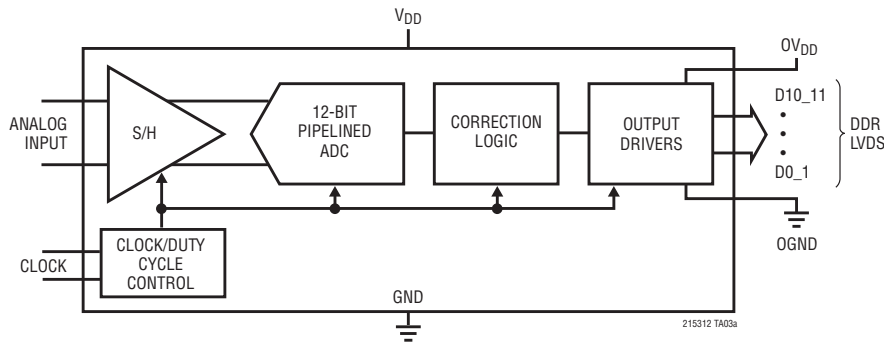 VDD
OVDD
ANALOG
INPUT
S/H
12-BIT
PIPELINED
ADC
CORRECTION
LOGIC
OUTPUT
DRIVERS
D10_11
•
•
•
D0_1
DDR
LVDS
OGND
CLOCK
CLOCK/DUTY
CYCLE
CONTROL
GND
215312 TA03a